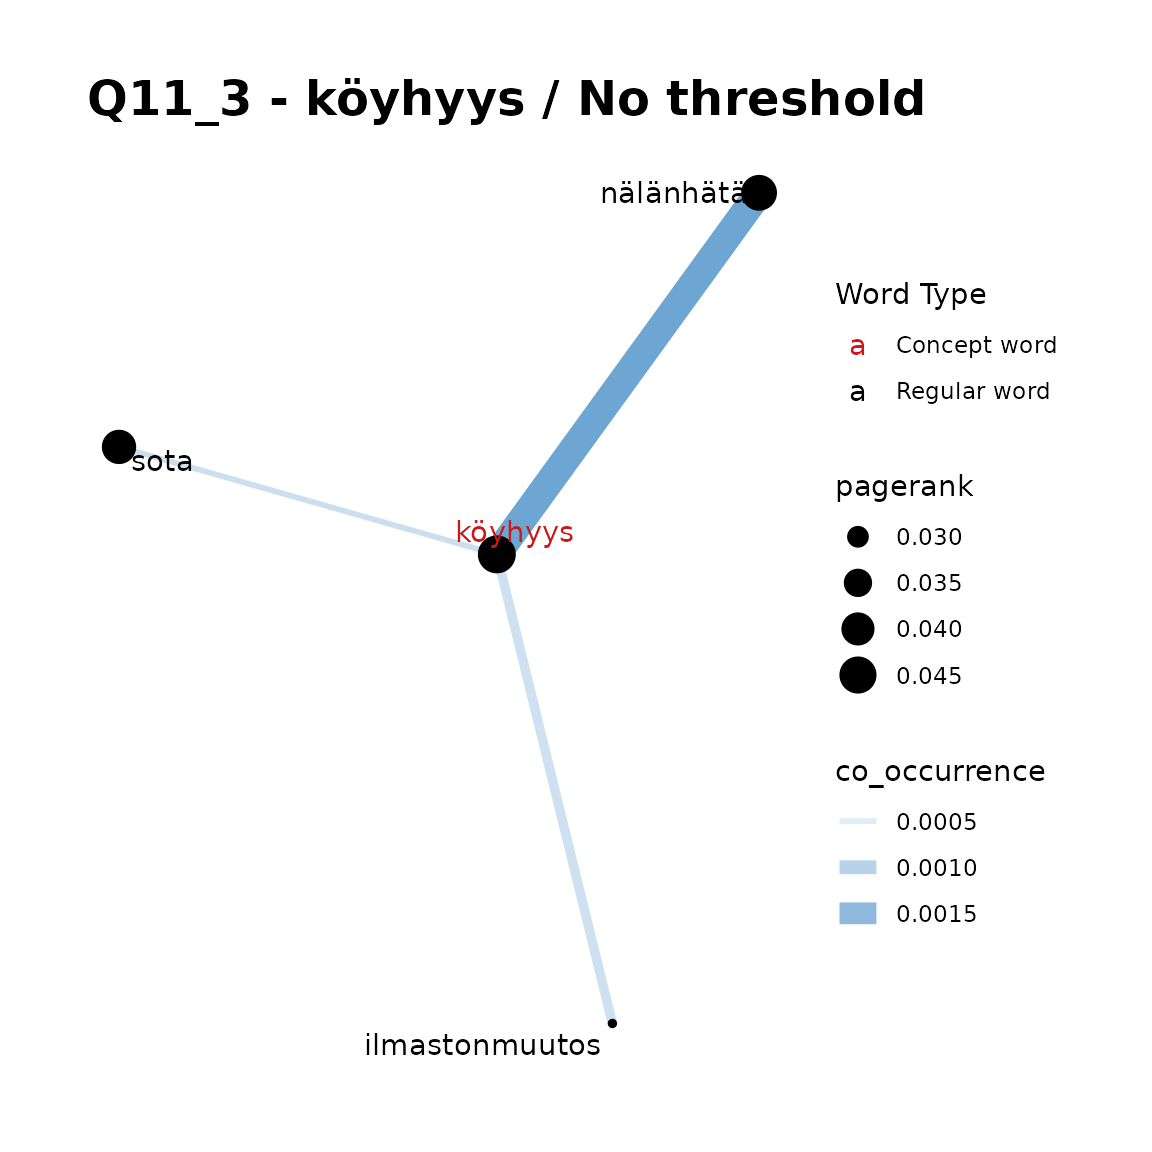 Q11_3 - köyhyys / No threshold
nälänhätä
sota
köyhyys
ilmastonmuutos
Word Type
a Concept word
a Regular word
pagerank
0.030
0.035
0.040
0.045
co_occurrence
0.0005
0.0010
0.0015